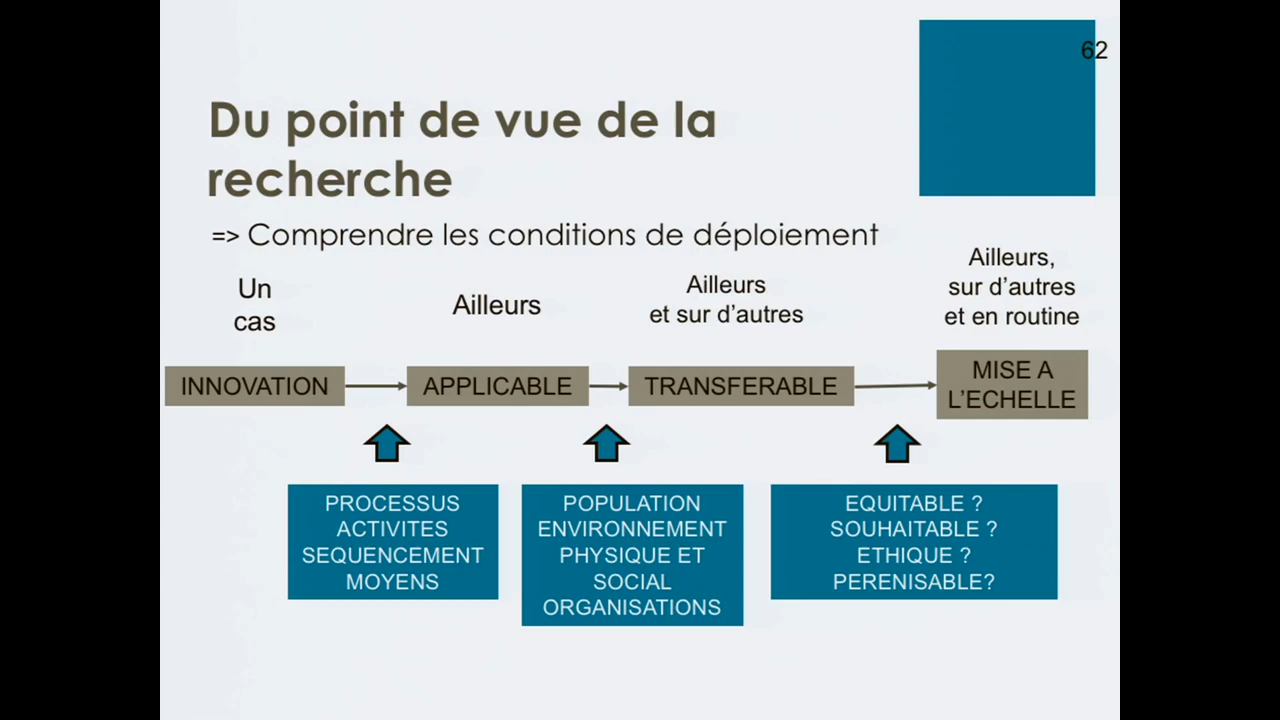 62
Du point de vue de la
recherche
=> Comprendre les conditions de déploiement
Un
cas
Ailleurs
Ailleurs
et sur d’autres
Ailleurs,
sur d’autres
et en routine
INNOVATION
APPLICABLE
TRANSFERABLE
MISE A
L’ECHELLE
PROCESSUS
ACTIVITES
SEQUENCEMENT
MOYENS
POPULATION
ENVIRONNEMENT
PHYSIQUE ET
SOCIAL
ORGANISATIONS
EQUITABLE ?
SOUHAITABLE ?
ETHIQUE ?
PERENISABLE?